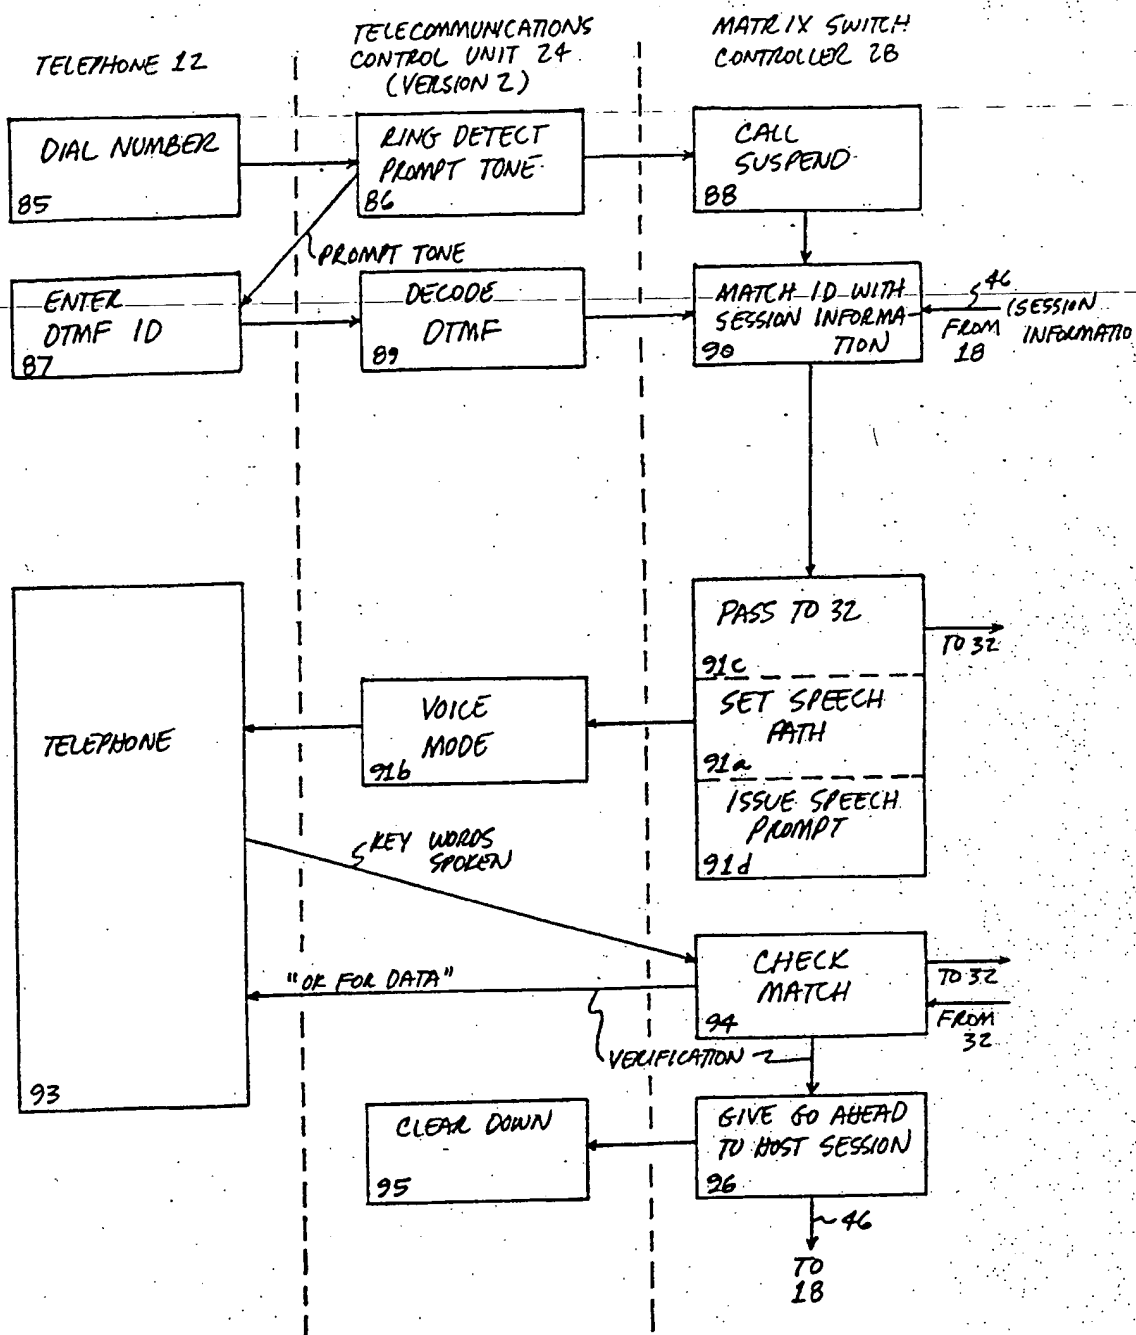 TELEPHONE 12
TELECOMMUNICATIONS
CONTROL UNIT 24
(VERSION 2)
MATRIX SWITCH
CONTROLLER 28
DIAL NUMBER
85
RING DETECT
PROMPT TONE
86
CALL
SUSPEND
88
PROMPT TONE
ENTER
DTMF ID
87
DECODE
DTMF
89
MATCH ID WITH
SESSION INFORMA-
TION
90
46
FROM
18
(SESSION
INFORMATIO
PASS TO 32
91c
TO 32
SET SPEECH
PATH
91a
ISSUE SPEECH
PROMPT
91d
VOICE
MODE
91b
TELEPHONE
93
KEY WORDS
SPOKEN
CHECK
MATCH
94
TO 32
FROM
32
"OK FOR DATA"
VERIFICATION
CLEAR DOWN
95
GIVE GO AHEAD
TO HOST SESSION
96
46
TO
18